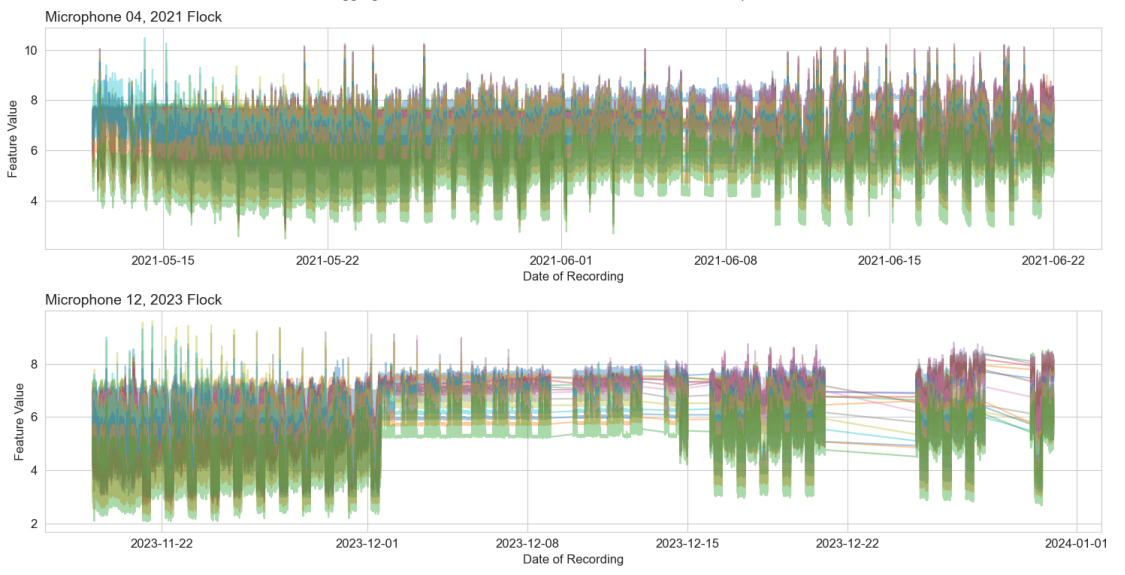 Microphone 04, 2021 Flock
10
8
6
4
Feature Value
2021-05-15 2021-05-22 2021-06-01 2021-06-08 2021-06-15 2021-06-22
Date of Recording
Microphone 12, 2023 Flock
8
6
4
2
Feature Value
2023-11-22 2023-12-01 2023-12-08 2023-12-15 2023-12-22 2024-01-01
Date of Recording